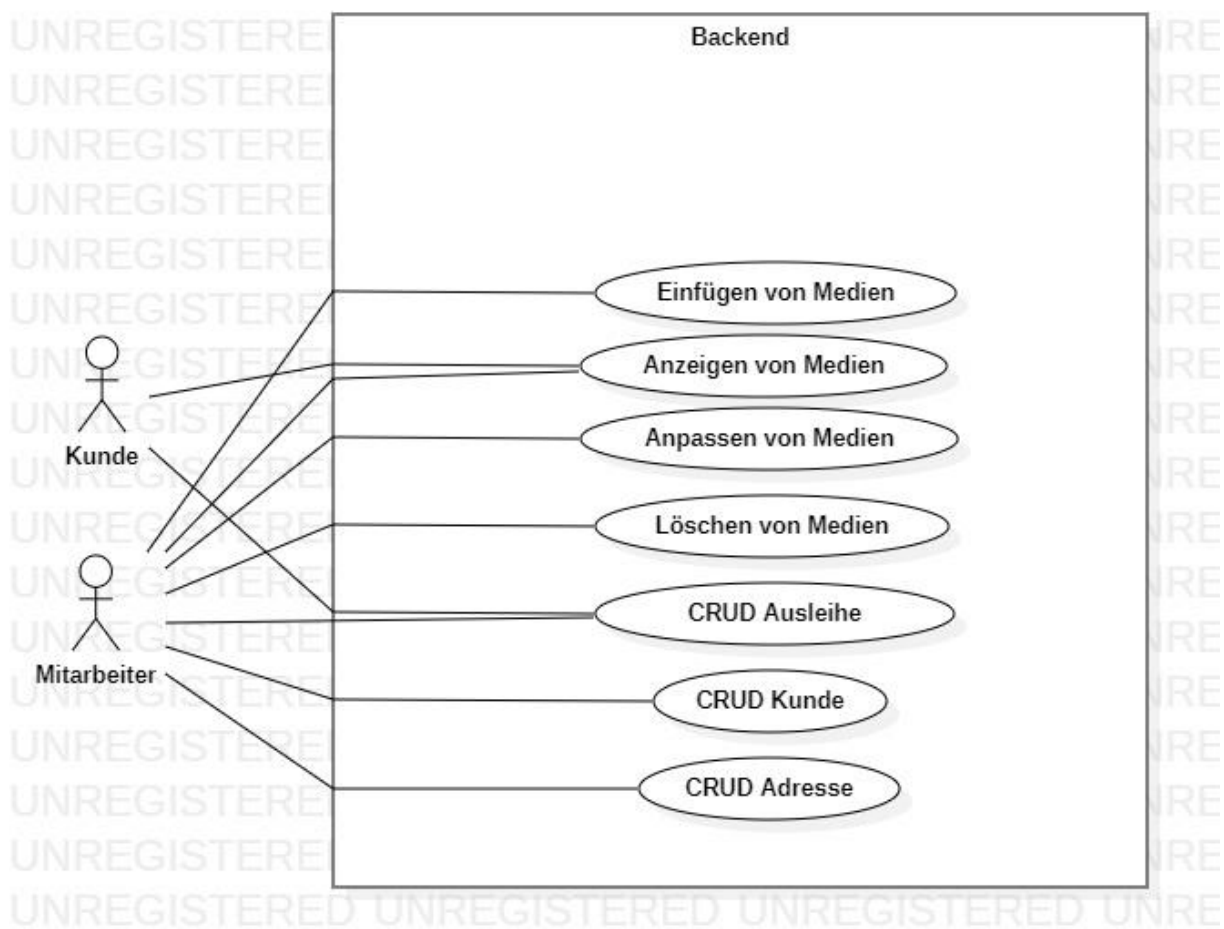 Backend
Einfügen von Medien
Anzeigen von Medien
Kunde
Anpassen von Medien
Löschen von Medien
CRUD Ausleihe
Mitarbeiter
CRUD Kunde
CRUD Adresse
UNREGISTERED UNREGISTERED UNRE